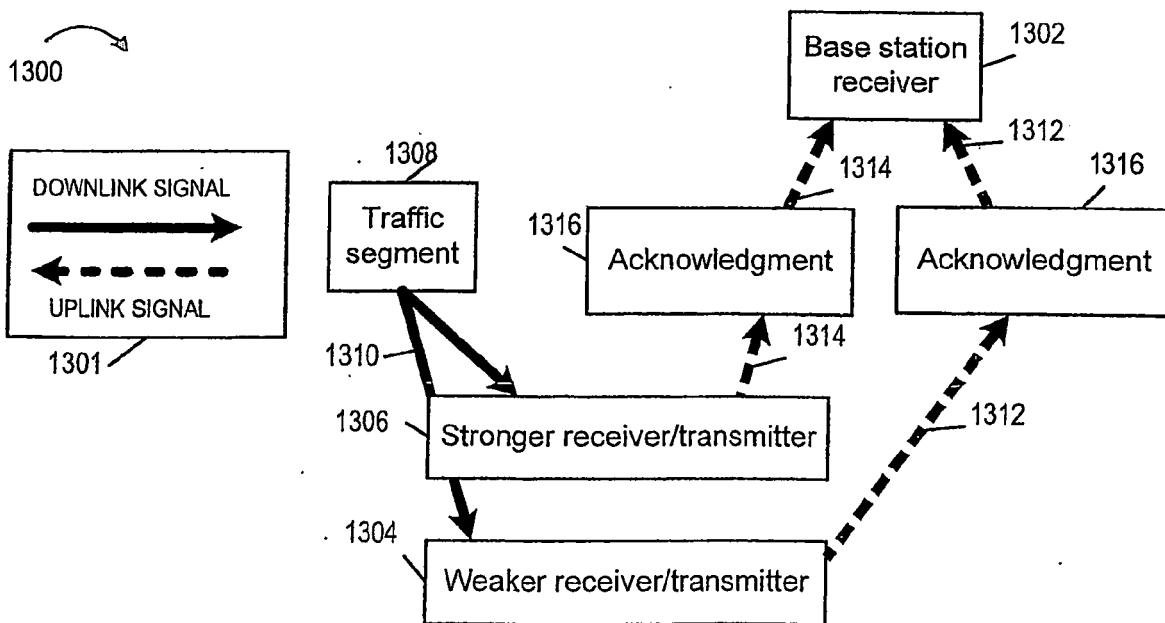 1300
Base station
receiver
1302
1312
1314
1316
1308
DOWNLINK SIGNAL
UPLINK SIGNAL
1301
Traffic
segment
1316
Acknowledgment
Acknowledgment
1310
1314
1312
1306
Stronger receiver/transmitter
1304
Weaker receiver/transmitter